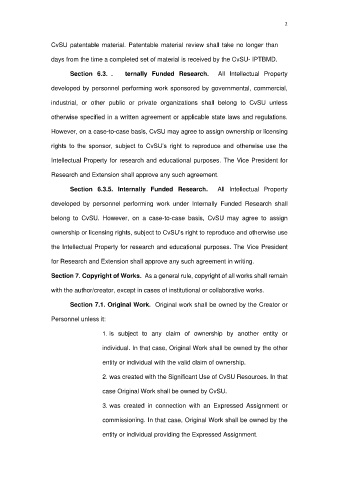 2
CvSU patentable material. Patentable material review shall take no longer than
days from the time a completed set of material is received by the CvSU- IPTBMD.
Section 6.3. . ternally Funded Research. All Intellectual Property
developed by personnel performing work sponsored by governmental, commercial,
industrial, or other public or private organizations shall belong to CvSU unless
otherwise specified in a written agreement or applicable state laws and regulations.
However, on a case-to-case basis, CvSU may agree to assign ownership or licensing
rights to the sponsor, subject to CvSU's right to reproduce and otherwise use the
Intellectual Property for research and educational purposes. The Vice President for
Research and Extension shall approve any such agreement.
Section 6.3.5. Internally Funded Research. All Intellectual Property
developed by personnel performing work under Internally Funded Research shall
belong to CvSU. However, on a case-to-case basis, CvSU may agree to assign
ownership or licensing rights, subject to CvSU's right to reproduce and otherwise use
the Intellectual Property for research and educational purposes. The Vice President
for Research and Extension shall approve any such agreement in writing.
Section 7. Copyright of Works. As a general rule, copyright of all works shall remain
with the author/creator, except in cases of institutional or collaborative works.
Section 7.1. Original Work. Original work shall be owned by the Creator or
Personnel unless it:
1. is subject to any claim of ownership by another entity or
individual. In that case, Original Work shall be owned by the other
entity or individual with the valid claim of ownership.
2. was created with the Significant Use of CvSU Resources. In that
case Original Work shall be owned by CvSU.
3. was created in connection with an Expressed Assignment or
commissioning. In that case, Original Work shall be owned by the
entity or individual providing the Expressed Assignment.